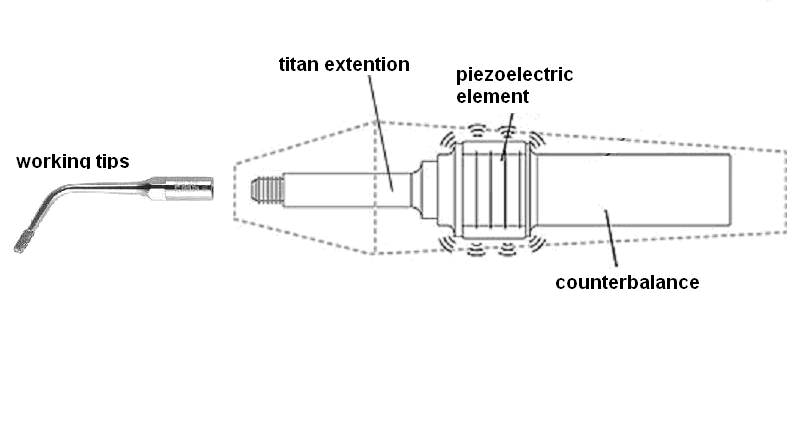 titan extention
piezoelectric
element
working tips
counterbalance